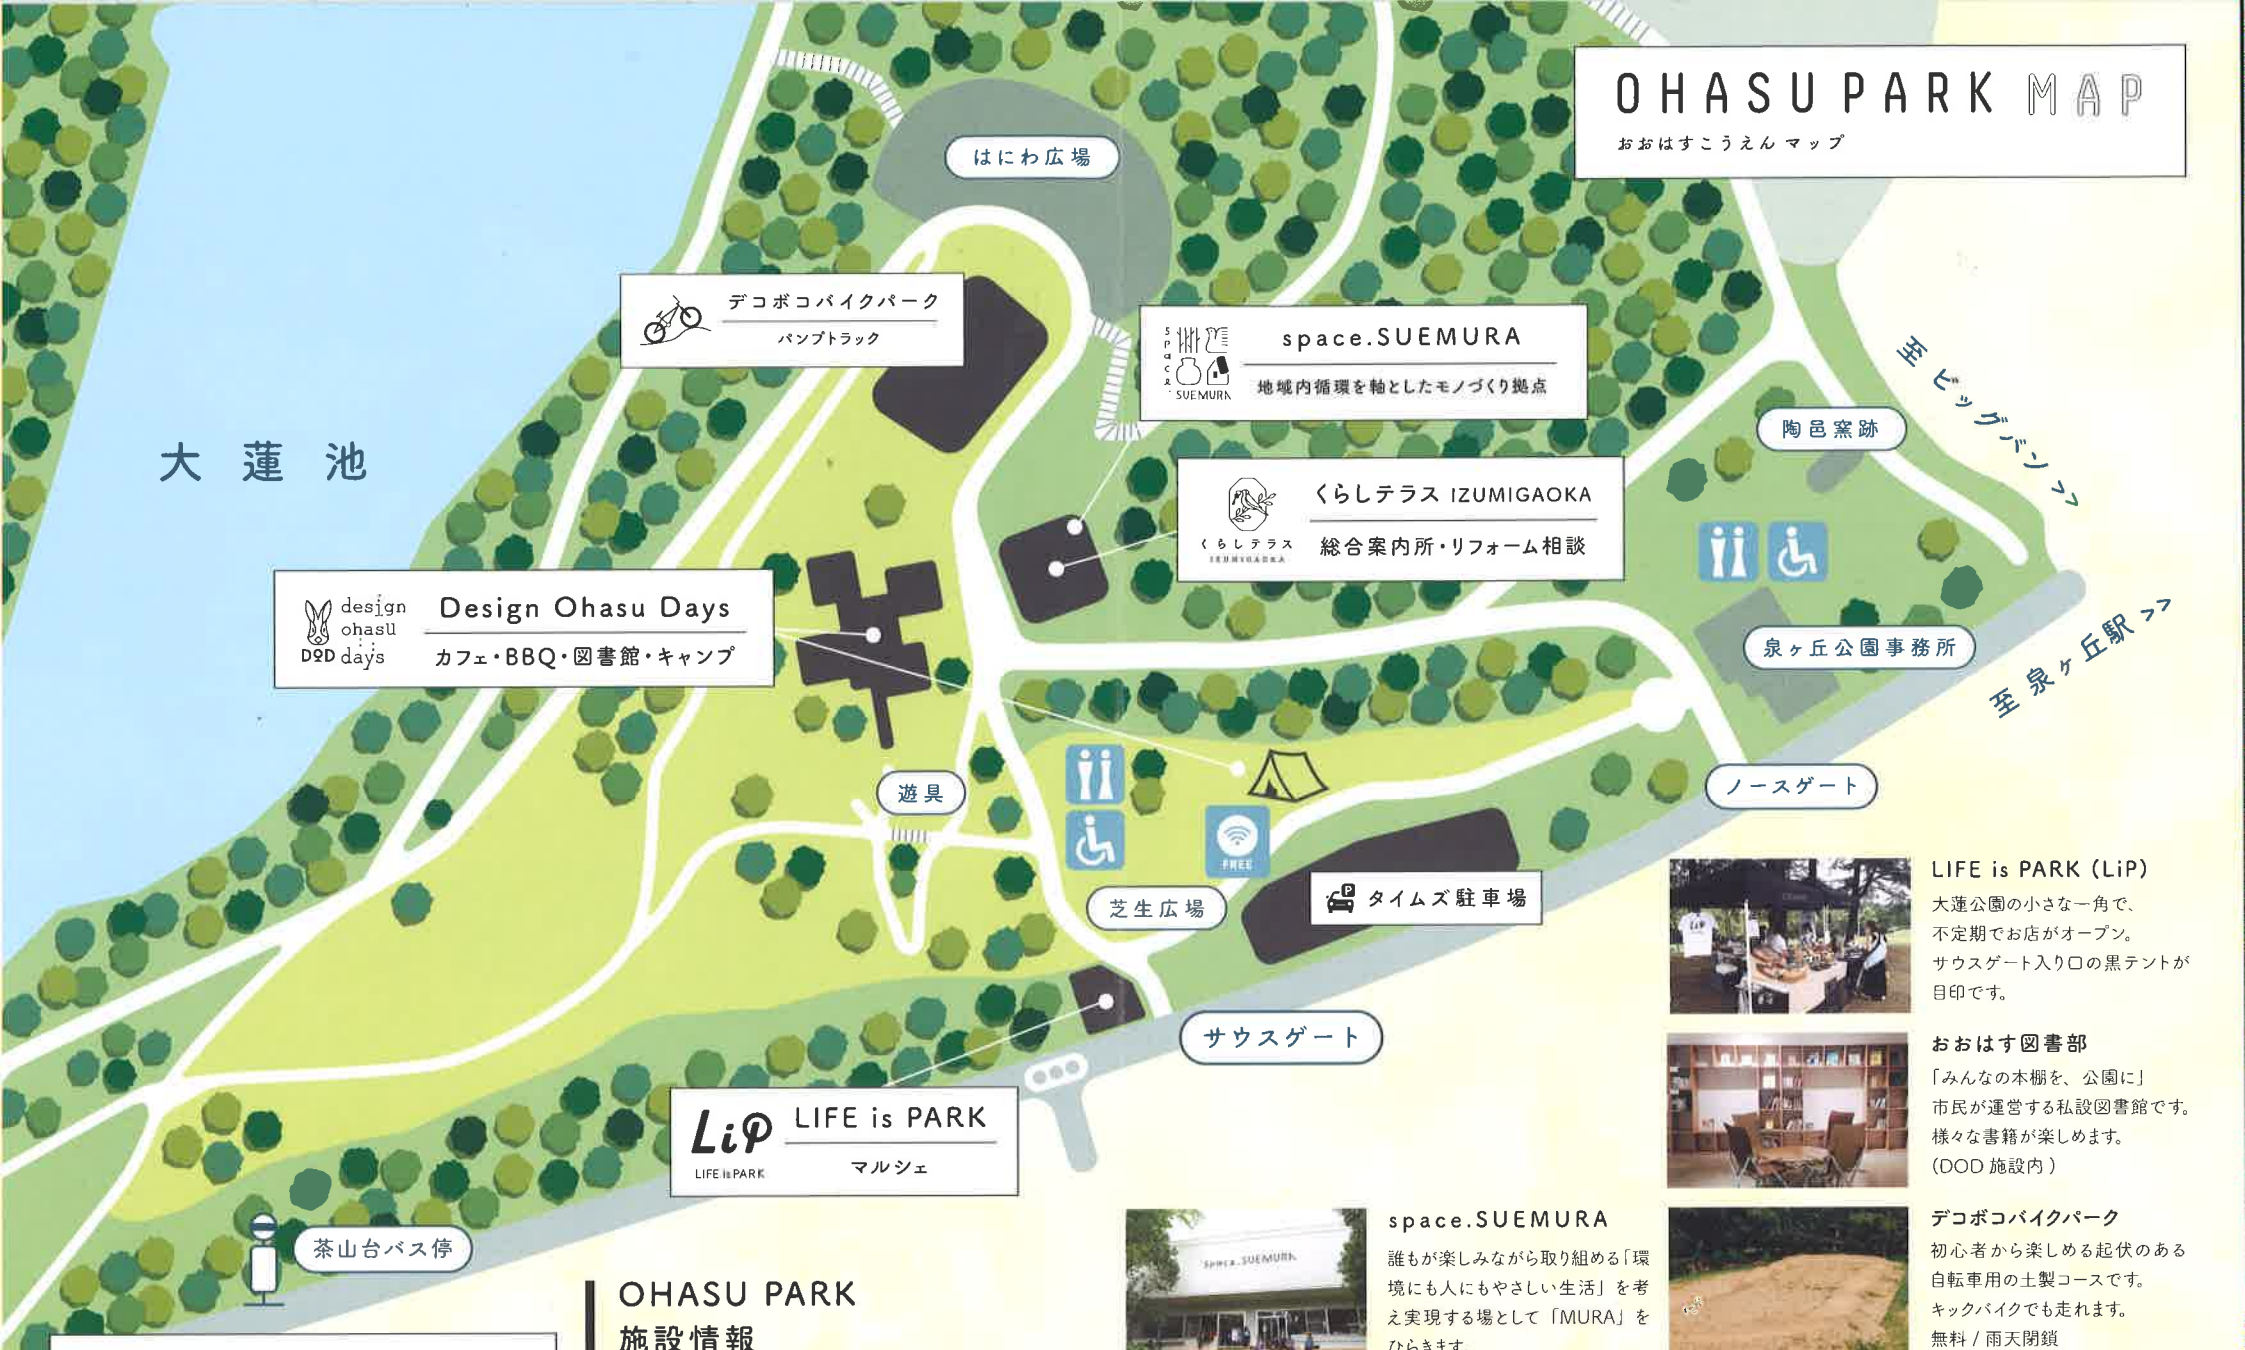 OHASU PARK MAP
おおはすこうえん マップ
はにわ広場
デコボコバイクパーク
パンプトラック
space.
SUEMURA
space.SUEMURA
地域内循環を軸としたモノづくり拠点
至 ビッグバン >>
陶邑窯跡
大蓮池
くらしテラス
IZUMIGAOKA
くらしテラス IZUMIGAOKA
総合案内所・リフォーム相談
design
ohasu
DOD days
Design Ohasu Days
カフェ・BBQ・図書館・キャンプ
泉ヶ丘公園事務所
至 泉ヶ丘駅 >>
遊具
ノースゲート
FREE
芝生広場
P
タイムズ駐車場
サウスゲート
LiP
LIFE is PARK
LIFE is PARK
マルシェ
茶山台バス停
OHASU PARK
施設情報
LIFE is PARK (LiP)
大蓮公園の小さな一角で、
不定期でお店がオープン。
サウスゲート入り口の黒テントが
目印です。
LiP
おおはす図書部
「みんなの本棚を、公園に」
市民が運営する私設図書館です。
様々な書籍が楽しめます。
(DOD 施設内 )
space.SUEMURA
space.SUEMURA
誰もが楽しみながら取り組める「環
境にも人にもやさしい生活」を考
え実現する場として「MURA」を
ひらきます。
デコボコバイクパーク
初心者から楽しめる起伏のある
自転車用の土製コースです。
キックバイクでも走れます。
無料 / 雨天閉鎖